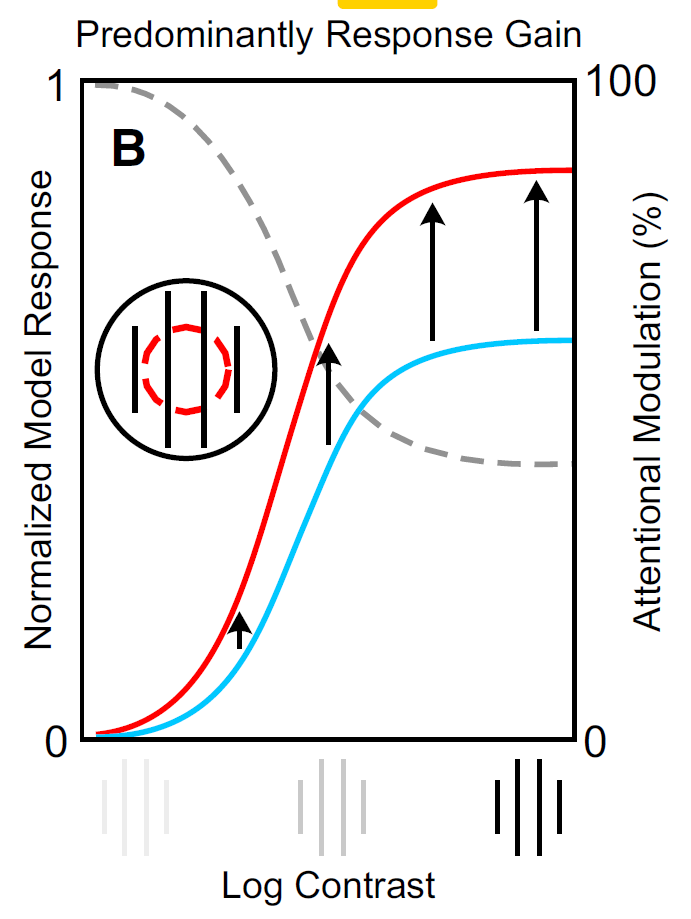 Predominantly Response Gain
1
100
B
Normalized Model Response
Attentional Modulation (%)
0
0
Log Contrast